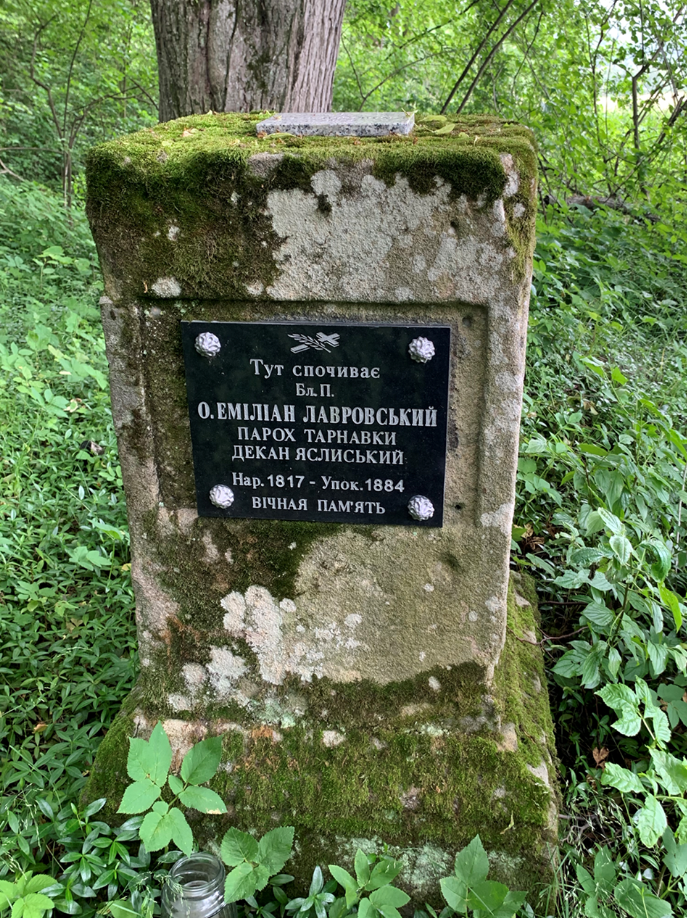 Тут спочиває
Бл. П.
О. ЕМІЛІАН ЛАВРОВСЬКИЙ
ПАРОХ ТАРНАВКИ
ДЕКАН ЯСЛИСЬКИЙ
Нар. 1817 - Упок. 1884
ВІЧНАЯ ПАМ'ЯТЬ